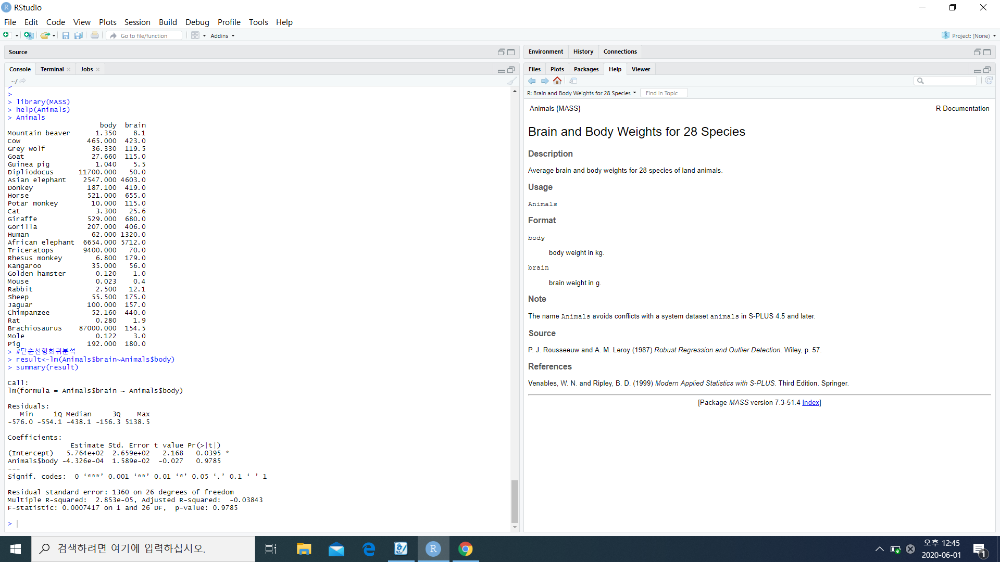 RStudio
File Edit Code View Plots Session Build Debug Profile Tools Help
Go to file/function Addins Project: (None)
Source
Console Terminal Jobs
~/
>
>
> library(MASS)
> help(Animals)
> Animals
body brain
Mountain beaver 1.350 8.1
Cow 465.000 423.0
Grey wolf 36.330 119.5
Goat 27.660 115.0
Guinea pig 1.040 5.5
Dipliodocus 11700.000 50.0
Asian elephant 2547.000 4603.0
Donkey 187.100 419.0
Horse 521.000 655.0
Potar monkey 10.000 115.0
Cat 3.300 25.6
Giraffe 529.000 680.0
Gorilla 207.000 406.0
Human 62.000 1320.0
African elephant 6654.000 5712.0
Triceratops 9400.000 70.0
Rhesus monkey 6.800 179.0
Kangaroo 35.000 56.0
Golden hamster 0.120 1.0
Mouse 0.023 0.4
Rabbit 2.500 12.1
Sheep 55.500 175.0
Jaguar 100.000 157.0
Chimpanzee 52.160 440.0
Rat 0.280 1.9
Brachiosaurus 87000.000 154.5
Mole 0.122 3.0
Pig 192.000 180.0
> #단순선형회귀분석
> result<-lm(Animals$brain~Animals$body)
> summary(result)
Call:
lm(formula = Animals$brain ~ Animals$body)
Residuals:
Min 1Q Median 3Q Max
-576.0 -554.1 -438.1 -156.3 5138.5
Coefficients:
Estimate Std. Error t value Pr(>|t|)
(Intercept) 5.764e+02 2.659e+02 2.168 0.0395 *
Animals$body -4.326e-04 1.589e-02 -0.027 0.9785
---
Signif. codes: 0 ‘***’ 0.001 ‘**’ 0.01 ‘*’ 0.05 ‘.’ 0.1 ‘ ’ 1
Residual standard error: 1360 on 26 degrees of freedom
Multiple R-squared: 2.853e-05, Adjusted R-squared: -0.03843
F-statistic: 0.0007417 on 1 and 26 DF, p-value: 0.9785
>
Environment History Connections
Files Plots Packages Help Viewer
R: Brain and Body Weights for 28 Species Find in Topic
Animals {MASS} R Documentation
Brain and Body Weights for 28 Species
Description
Average brain and body weights for 28 species of land animals.
Usage
Animals
Format
body
body weight in kg.
brain
brain weight in g.
Note
The name Animals avoids conflicts with a system dataset animals in S-PLUS 4.5 and later.
Source
P. J. Rousseeuw and A. M. Leroy (1987) Robust Regression and Outlier Detection. Wiley, p. 57.
References
Venables, W. N. and Ripley, B. D. (1999) Modern Applied Statistics with S-PLUS. Third Edition. Springer.
[Package MASS version 7.3-51.4 Index]
검색하려면 여기에 입력하십시오.
오후 12:45
2020-06-01
1